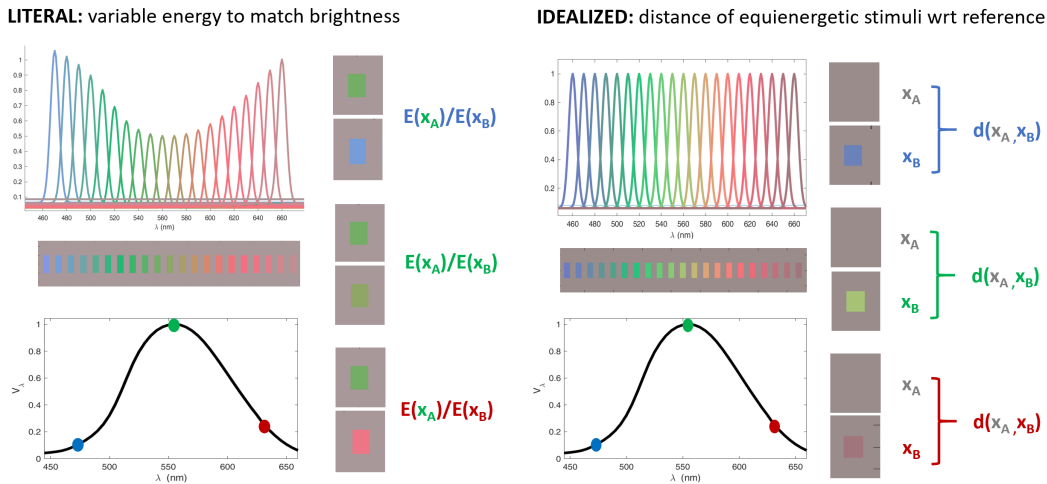 LITERAL: variable energy to match brightness
1
0.9
0.8
0.7
0.6
0.5
0.4
0.3
0.2
0.1
460 480 500 520 540 560 580 600 620 640 660
λ (nm)
E(xA)/E(xB)
E(xA)/E(xB)
1
0.8
0.6
0.4
0.2
0
Vλ
450 500 550 600 650
λ (nm)
E(xA)/E(xB)
IDEALIZED: distance of equienergetic stimuli wrt reference
1
0.8
0.6
0.4
0.2
460 480 500 520 540 560 580 600 620 640 660
λ (nm)
xA
xB
d(xA,xB)
xA
xB
d(xA,xB)
1
0.8
0.6
0.4
0.2
0
Vλ
450 500 550 600 650
λ (nm)
xA
xB
d(xA,xB)